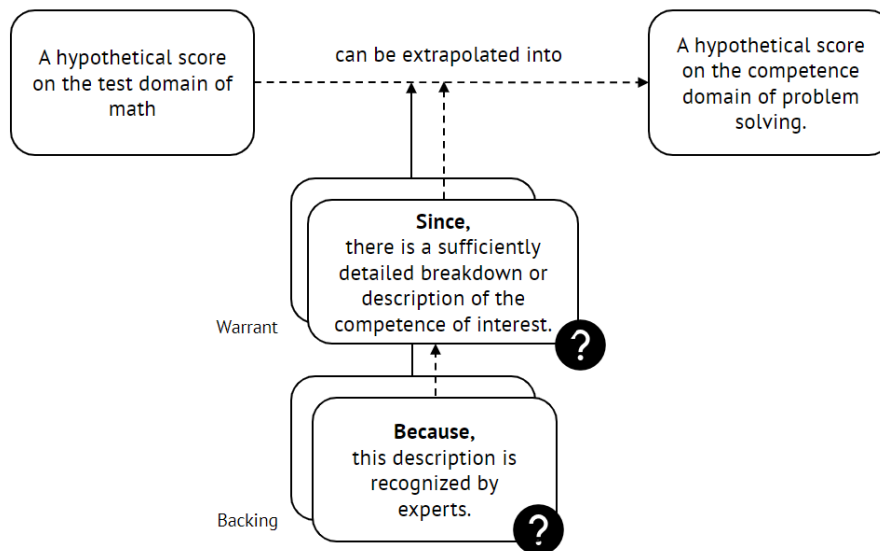 A hypothetical score
on the test domain of
math
can be extrapolated into
A hypothetical score
on the competence
domain of problem
solving.
Since,
there is a sufficiently
detailed breakdown or
description of the
competence of interest.
Warrant
?
Because,
this description is
recognized by
experts.
Backing
?